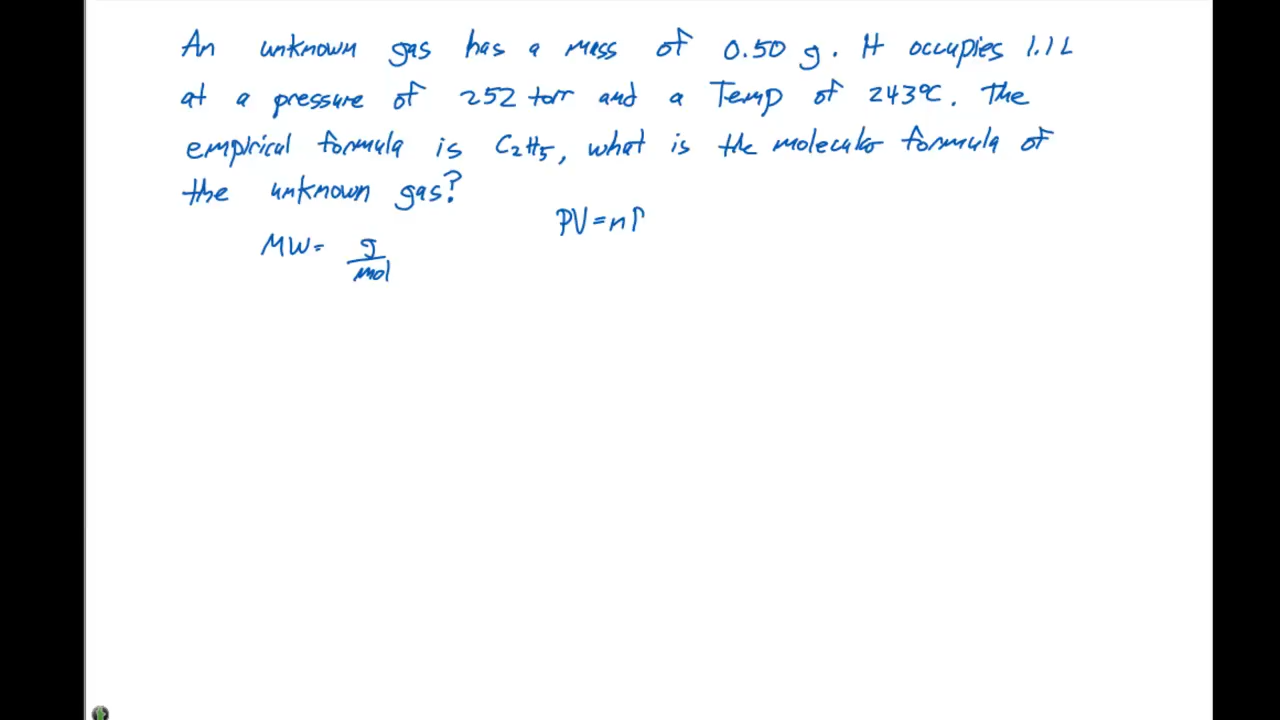 An unknown gas has a mass of 0.50 g. It occupies 1.1 L
at a pressure of 252 torr and a Temp of 243°C. The
empirical formula is C₂H₅, what is the molecular formula of
the unknown gas?
PV = n
MW = g/mol